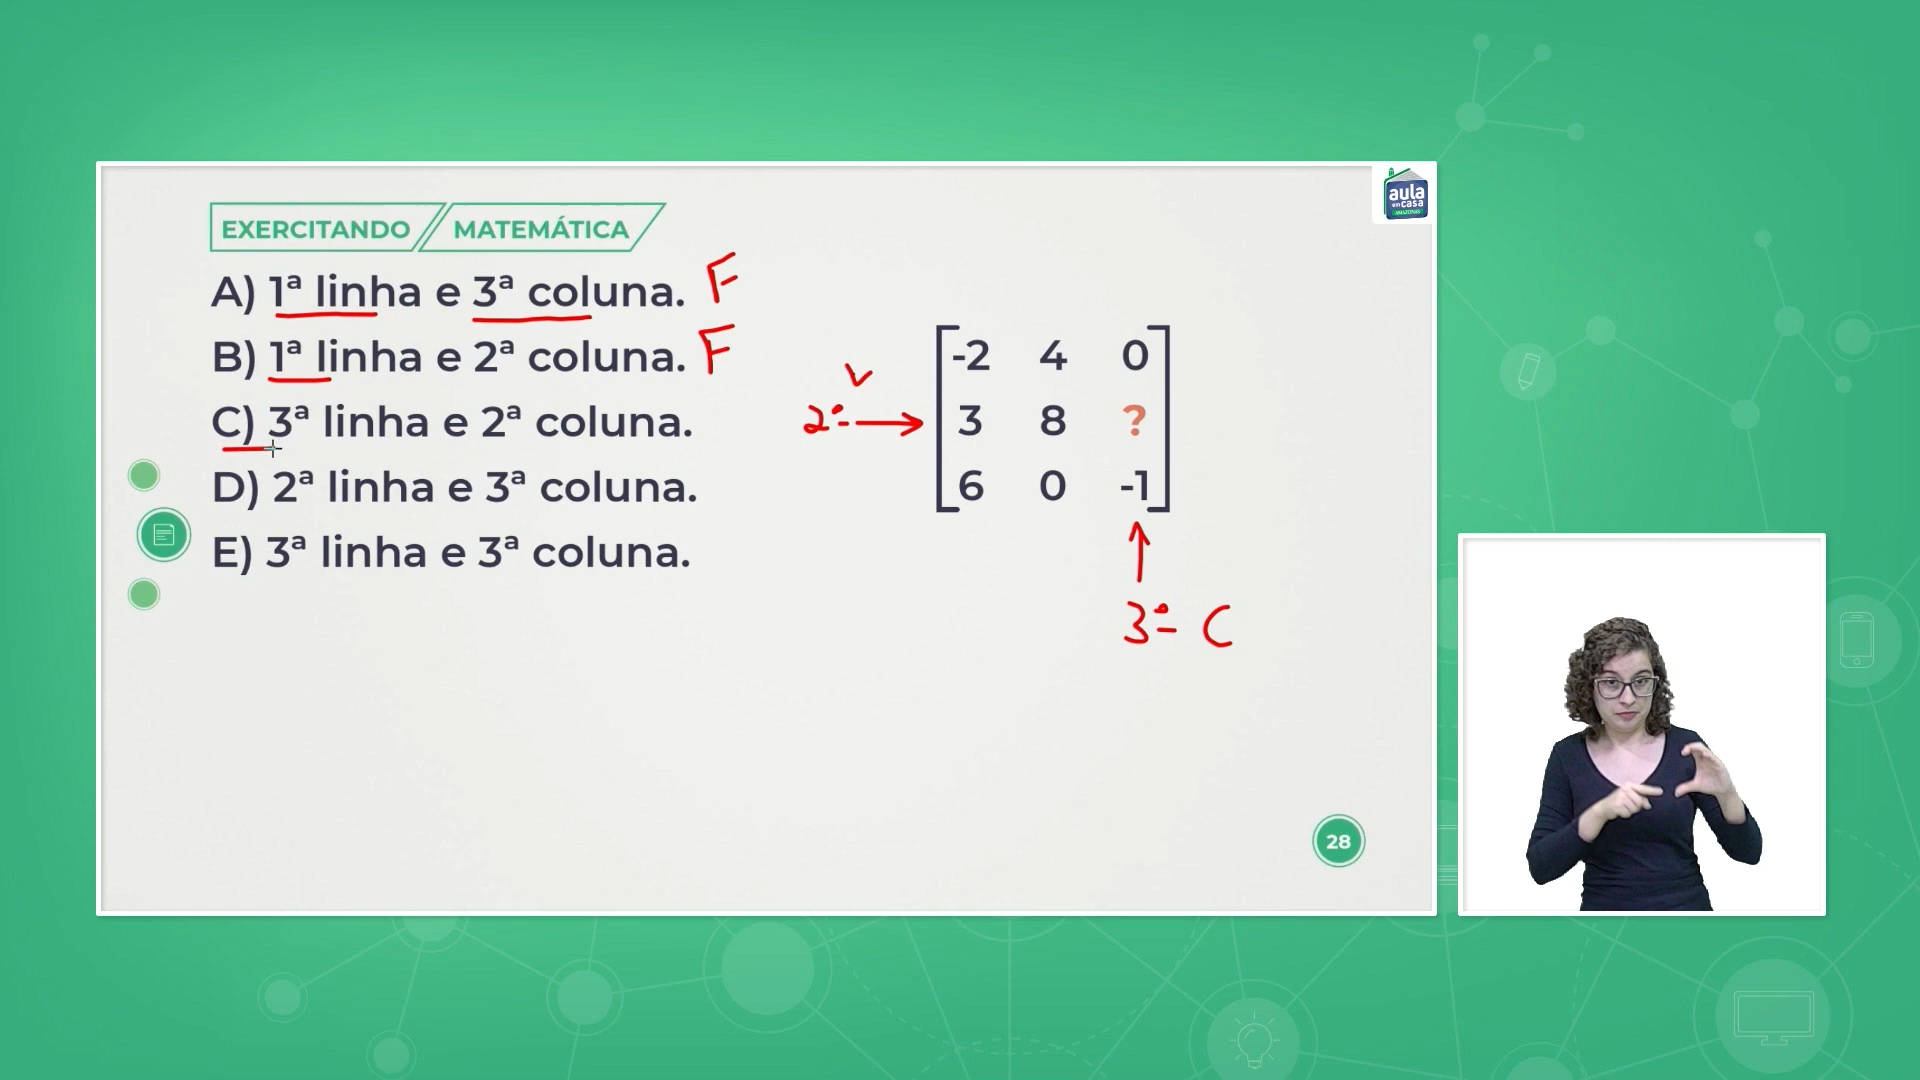 aula
em casa
AMAZONAS
EXERCITANDO MATEMÁTICA
A) 1ª linha e 3ª coluna. F
B) 1ª linha e 2ª coluna. F
C) 3ª linha e 2ª coluna.
D) 2ª linha e 3ª coluna.
E) 3ª linha e 3ª coluna.
-2 4 0
2ª 3 8 ?
6 0 -1
3ª C
28